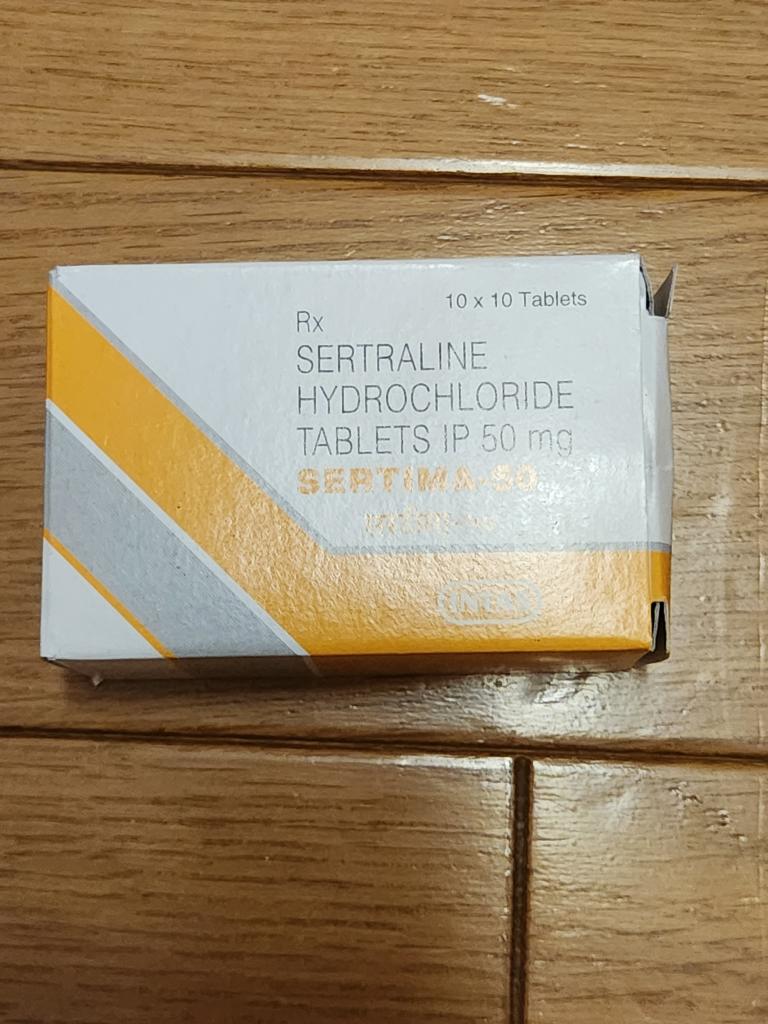 10 x 10 Tablets
Rx
SERTRALINE
HYDROCHLORIDE
TABLETS IP 50 mg
SERTIMA-50
INTAS